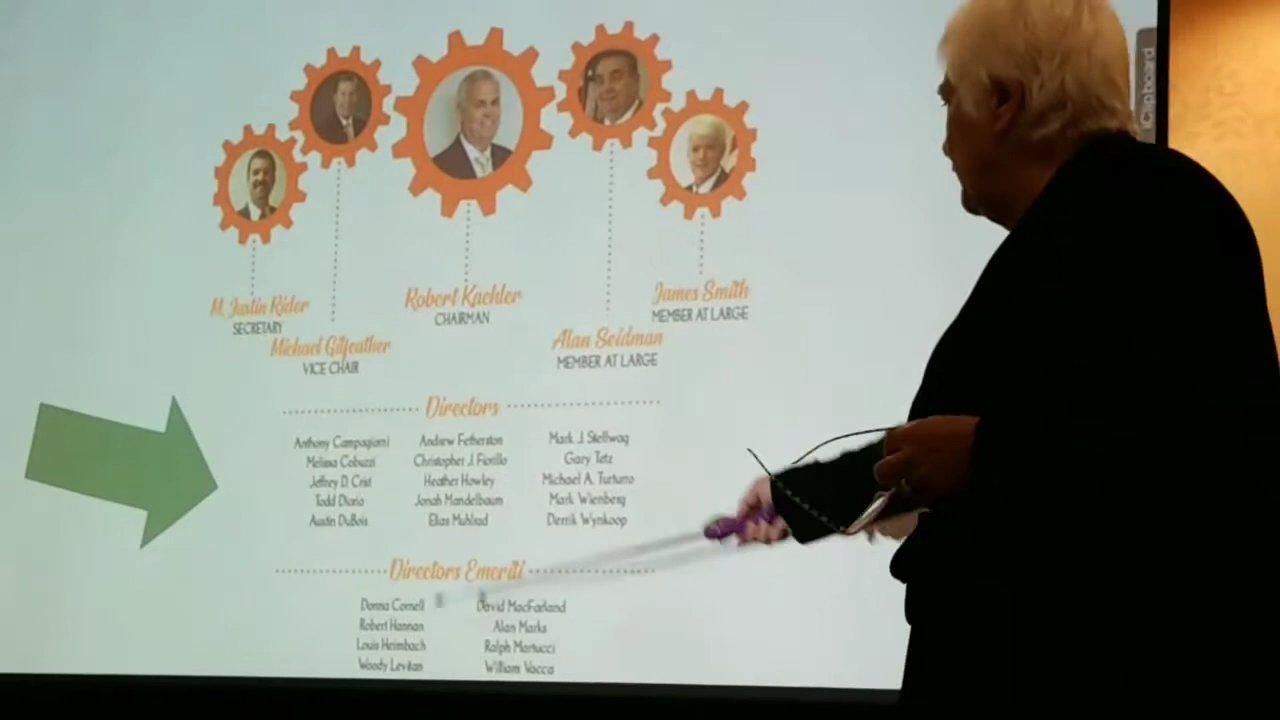 iClipboard
M. Justin Rider
SECRETARY
Michael Gilfeather
VICE CHAIR
Robert Kaehler
CHAIRMAN
Alan Seidman
MEMBER AT LARGE
James Smith
MEMBER AT LARGE
Directors
Anthony Campagiorni
Melissa Cobuzzi
Jeffrey D. Crist
Todd Diorio
Austin DuBois
Andrew Fetherston
Christopher J. Fiorillo
Heather Howley
Jonah Mandelbaum
Elias Muhlrad
Mark J. Stellwag
Gary Tetz
Michael A. Turturro
Mark Wienberg
Derrik Wynkoop
Directors Emeriti
Donna Cornell
Robert Hannan
Louis Heimbach
Woody Levitan
David MacFarland
Alan Marks
Ralph Martucci
William Vacca